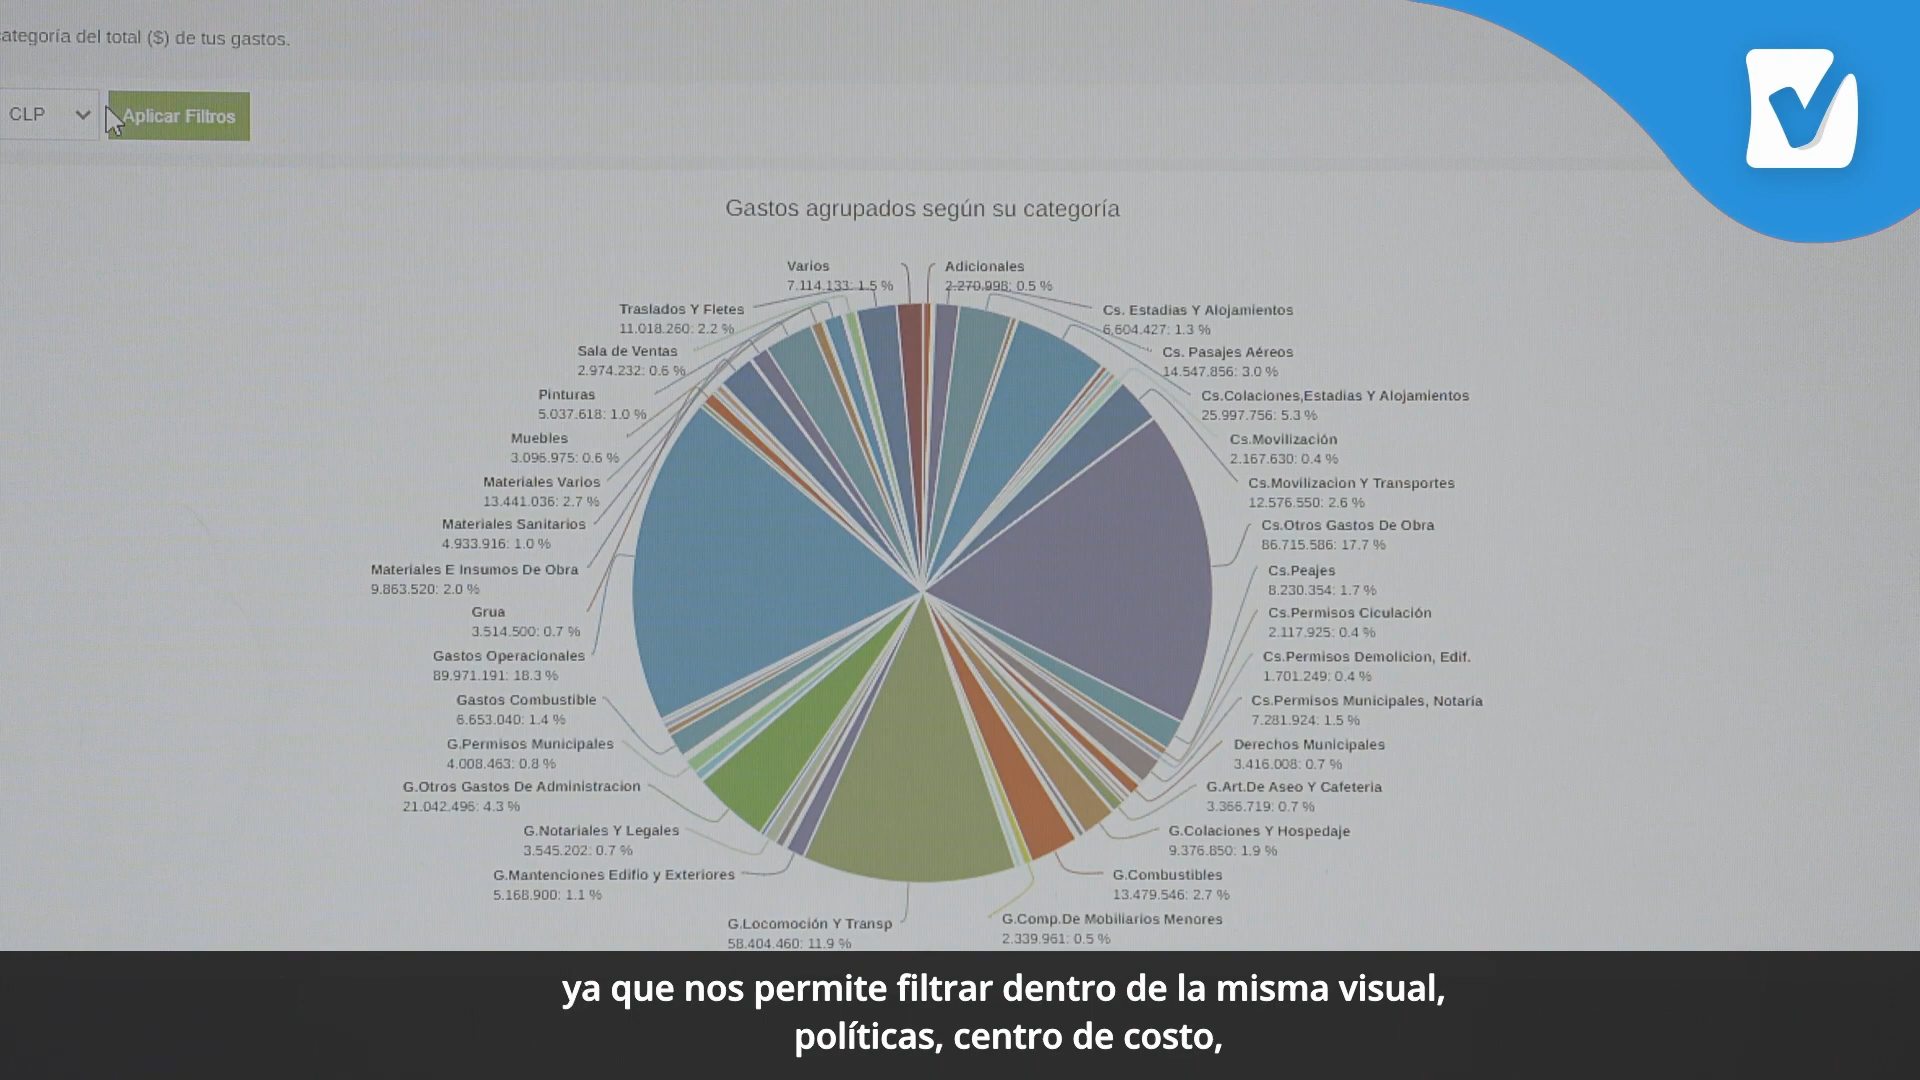 categoría del total ($) de tus gastos.
CLP
Aplicar Filtros
Gastos agrupados según su categoría
Varios
7.114.133: 1.5 %
Adicionales
2.270.998: 0.5 %
Traslados Y Fletes
11.018.260: 2.2 %
Cs. Estadias Y Alojamientos
6.604.427: 1.3 %
Sala de Ventas
2.974.232: 0.6 %
Cs. Pasajes Aéreos
14.547.856: 3.0 %
Pinturas
5.037.618: 1.0 %
Cs.Colaciones,Estadias Y Alojamientos
25.997.756: 5.3 %
Muebles
3.096.975: 0.6 %
Cs.Movilización
2.167.630: 0.4 %
Materiales Varios
13.441.036: 2.7 %
Cs.Movilizacion Y Transportes
12.576.550: 2.6 %
Materiales Sanitarios
4.933.916: 1.0 %
Cs.Otros Gastos De Obra
86.715.586: 17.7 %
Materiales E Insumos De Obra
9.863.520: 2.0 %
Cs.Peajes
8.230.354: 1.7 %
Grua
3.514.500: 0.7 %
Cs.Permisos Ciculación
2.117.925: 0.4 %
Gastos Operacionales
89.971.191: 18.3 %
Cs.Permisos Demolicion, Edif.
1.701.249: 0.4 %
Gastos Combustible
6.653.040: 1.4 %
Cs.Permisos Municipales, Notaría
7.281.924: 1.5 %
G.Permisos Municipales
4.008.463: 0.8 %
Derechos Municipales
3.416.008: 0.7 %
G.Otros Gastos De Administracion
21.042.496: 4.3 %
G.Art.De Aseo Y Cafeteria
3.366.719: 0.7 %
G.Notariales Y Legales
3.545.202: 0.7 %
G.Colaciones Y Hospedaje
9.376.850: 1.9 %
G.Mantenciones Edifio y Exteriores
5.168.900: 1.1 %
G.Combustibles
13.479.546: 2.7 %
G.Locomoción Y Transp
58.404.460: 11.9 %
G.Comp.De Mobiliarios Menores
2.339.961: 0.5 %
ya que nos permite filtrar dentro de la misma visual,
políticas, centro de costo,